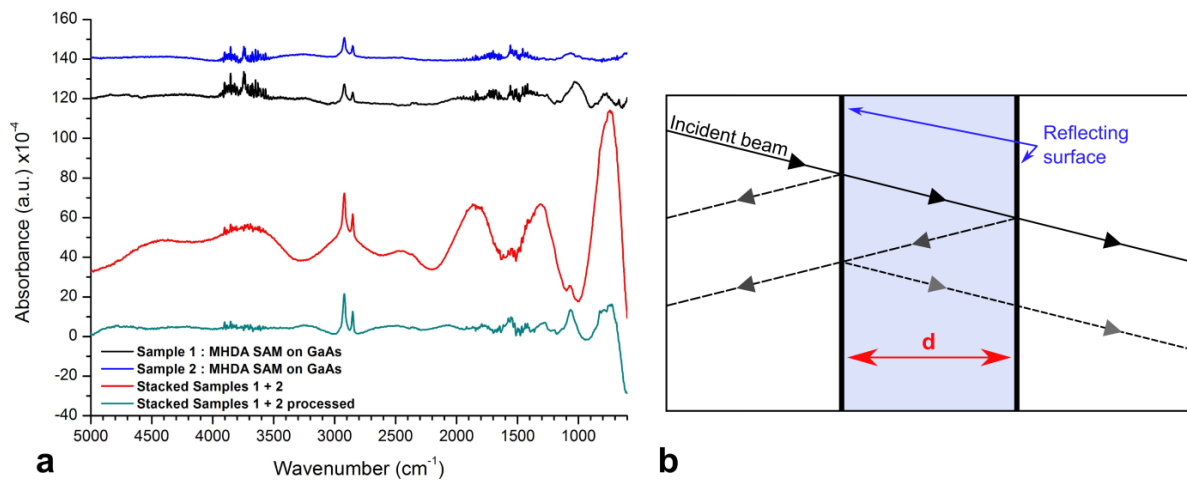 160
140
120
100
80
60
40
20
0
-20
-40
Absorbance (a.u.) x10⁻⁴
Sample 1 : MHDA SAM on GaAs
Sample 2 : MHDA SAM on GaAs
Stacked Samples 1 + 2
Stacked Samples 1 + 2 processed
5000 4500 4000 3500 3000 2500 2000 1500 1000
Wavenumber (cm⁻¹)
a
Incident beam
Reflecting
surface
d
b